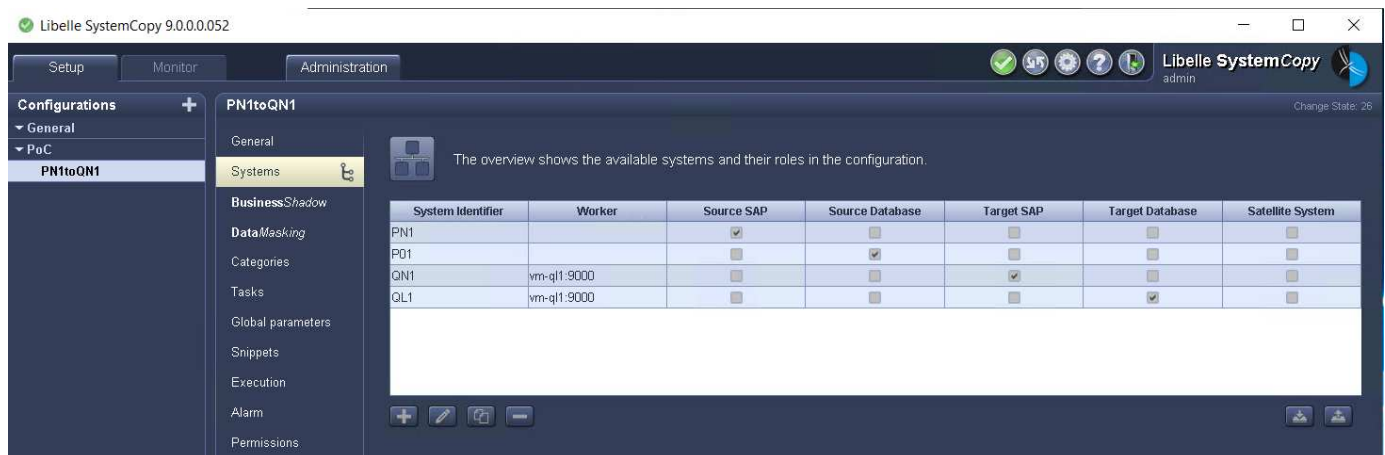 Libelle SystemCopy 9.0.0.0.052
Setup Monitor Administration
Libelle SystemCopy
admin
Configurations
PN1toQN1
Change State: 26
General
PoC
PN1toQN1
General
Systems
BusinessShadow
DataMasking
Categories
Tasks
Global parameters
Snippets
Execution
Alarm
Permissions
The overview shows the available systems and their roles in the configuration.
System Identifier Worker Source SAP Source Database Target SAP Target Database Satellite System
PN1
P01
QN1 vm-ql1:9000
QL1 vm-ql1:9000